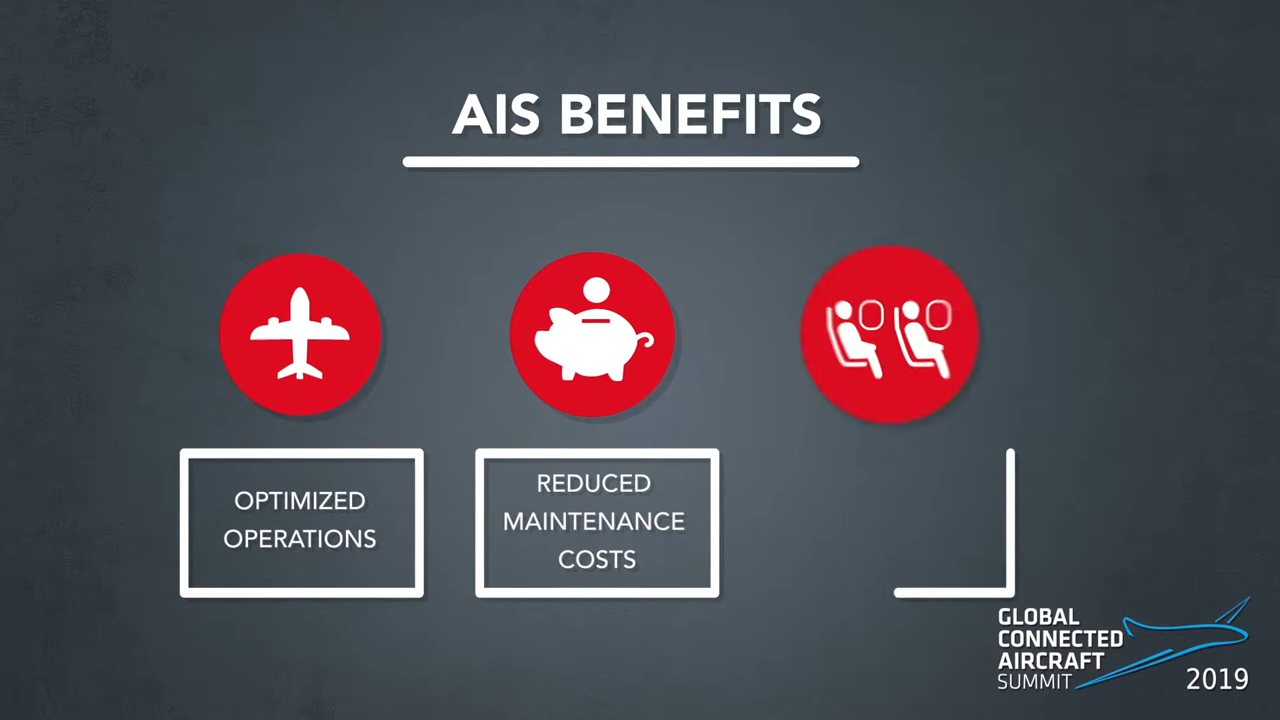 AIS BENEFITS
OPTIMIZED
OPERATIONS
REDUCED
MAINTENANCE
COSTS
GLOBAL
CONNECTED
AIRCRAFT
SUMMIT
2019